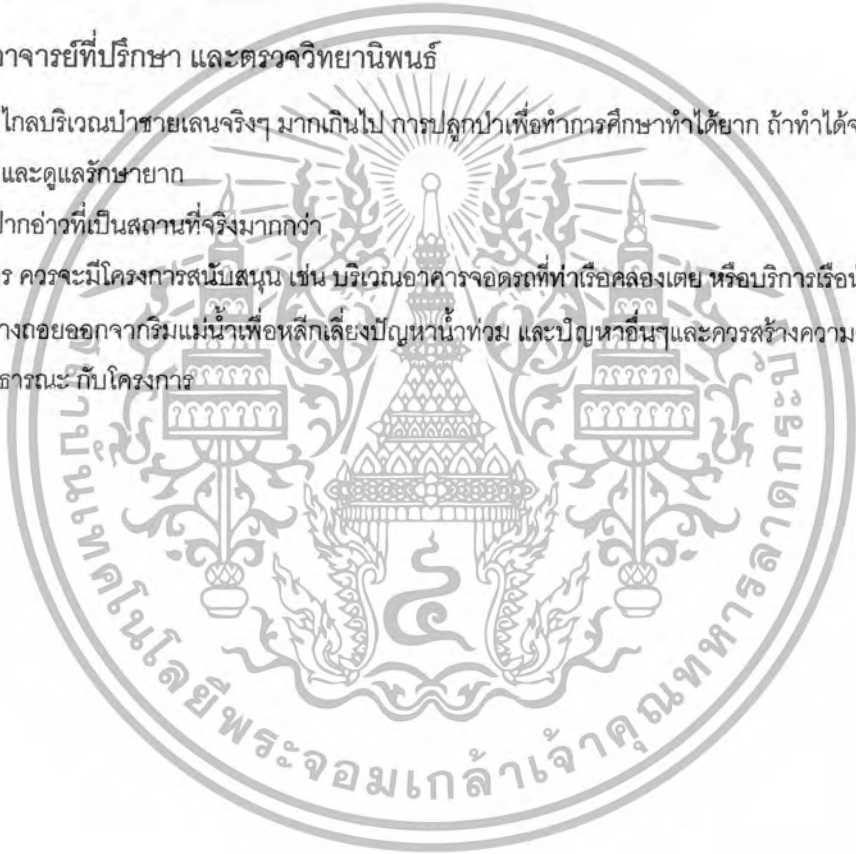 อาจารย์ที่ปรึกษา และตรวจวิทยานิพนธ์
ไกลบริเวณป่าชายเลนจริงๆ มากเกินไป การปลูกป่าเพื่อทำการศึกษาทำได้ยาก ถ้าทำได้จ
และดูแลรักษายาก
ปากอ่าวที่เป็นสถานที่จริงมากกว่า
ร ควรจะมีโครงการสนับสนุน เช่น บริเวณอาคารจอดรถที่ท่าเรือคลองเตย หรือบริการเรือน
างถอยออกจากริมแม่น้ำเพื่อหลีกเลี่ยงปัญหาน้ำท่วม และปัญหาอื่นๆและควรสร้างความ
ธารณะ กับโครงการ
สถาบันเทคโนโลยีพระจอมเกล้าเจ้าคุณทหารลาดกระบัง
๔